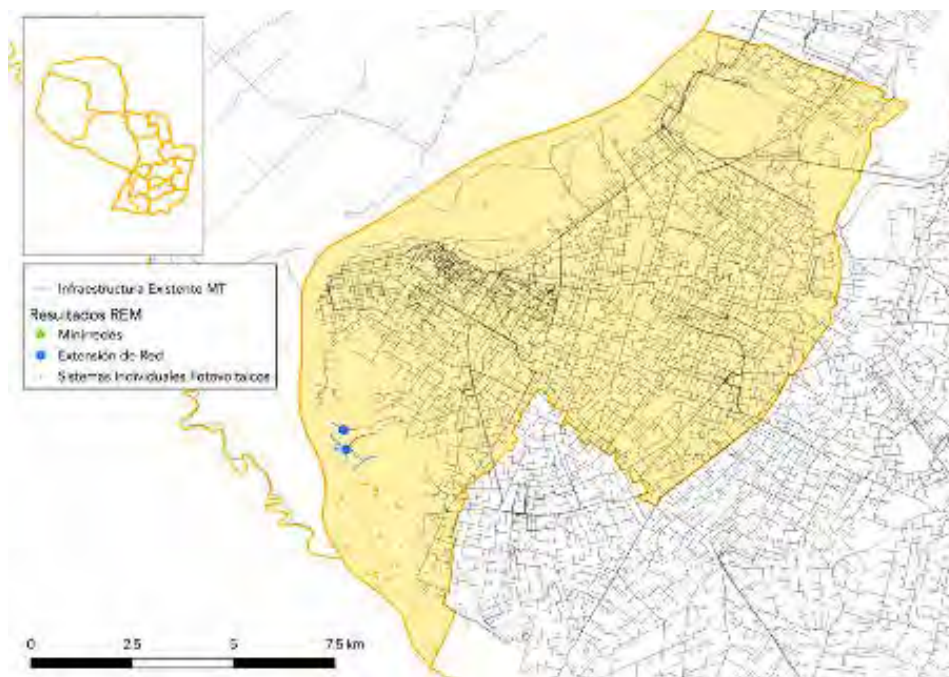 Infraestructura Existente MT
Resultados REM
Minirredes
Extensión de Red
Sistemas Individuales Fotovoltaicos
0 2.5 5 7.5 km